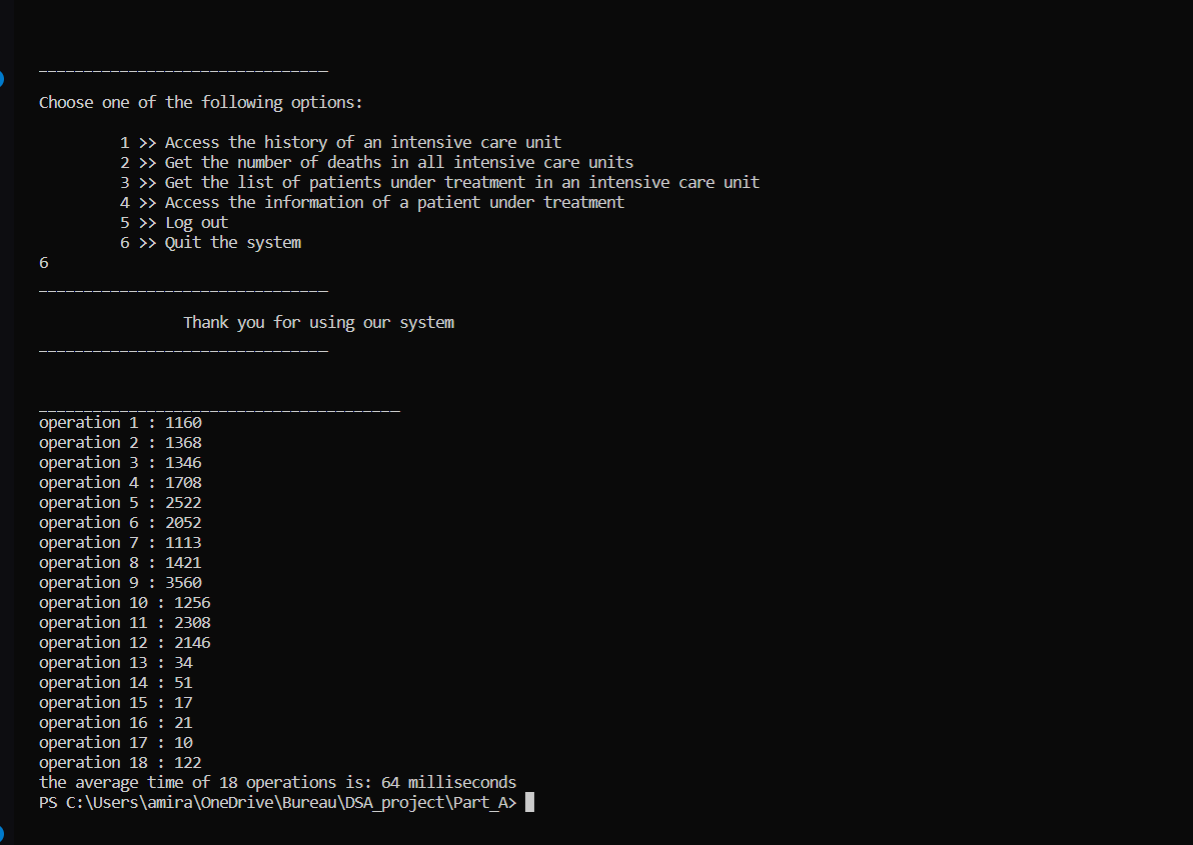 ________________________________
Choose one of the following options:
1 >> Access the history of an intensive care unit
2 >> Get the number of deaths in all intensive care units
3 >> Get the list of patients under treatment in an intensive care unit
4 >> Access the information of a patient under treatment
5 >> Log out
6 >> Quit the system
6
________________________________
Thank you for using our system
________________________________
________________________________________
operation 1 : 1160
operation 2 : 1368
operation 3 : 1346
operation 4 : 1708
operation 5 : 2522
operation 6 : 2052
operation 7 : 1113
operation 8 : 1421
operation 9 : 3560
operation 10 : 1256
operation 11 : 2308
operation 12 : 2146
operation 13 : 34
operation 14 : 51
operation 15 : 17
operation 16 : 21
operation 17 : 10
operation 18 : 122
the average time of 18 operations is: 64 milliseconds
PS C:\Users\amira\OneDrive\Bureau\DSA_project\Part_A>